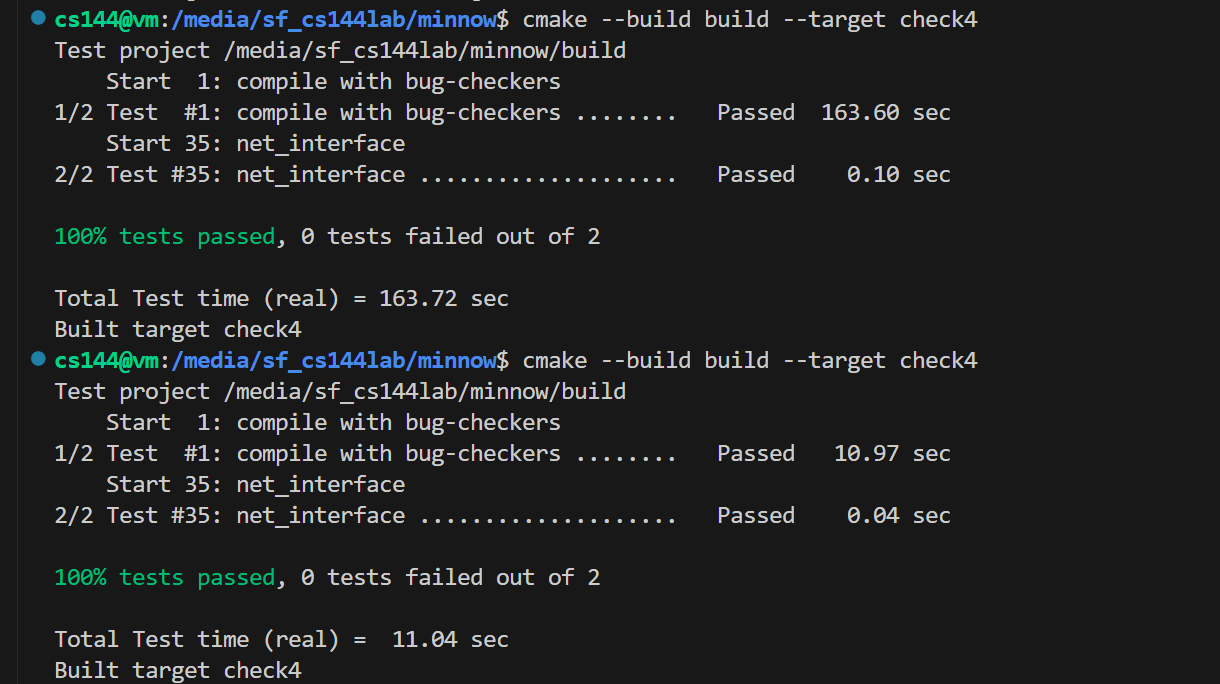 cs144@vm:/media/sf_cs144lab/minnow$ cmake --build build --target check4
Test project /media/sf_cs144lab/minnow/build
    Start  1: compile with bug-checkers
1/2 Test  #1: compile with bug-checkers ........   Passed  163.60 sec
    Start 35: net_interface
2/2 Test #35: net_interface ....................   Passed    0.10 sec

100% tests passed, 0 tests failed out of 2

Total Test time (real) = 163.72 sec
Built target check4
cs144@vm:/media/sf_cs144lab/minnow$ cmake --build build --target check4
Test project /media/sf_cs144lab/minnow/build
    Start  1: compile with bug-checkers
1/2 Test  #1: compile with bug-checkers ........   Passed   10.97 sec
    Start 35: net_interface
2/2 Test #35: net_interface ....................   Passed    0.04 sec

100% tests passed, 0 tests failed out of 2

Total Test time (real) =  11.04 sec
Built target check4